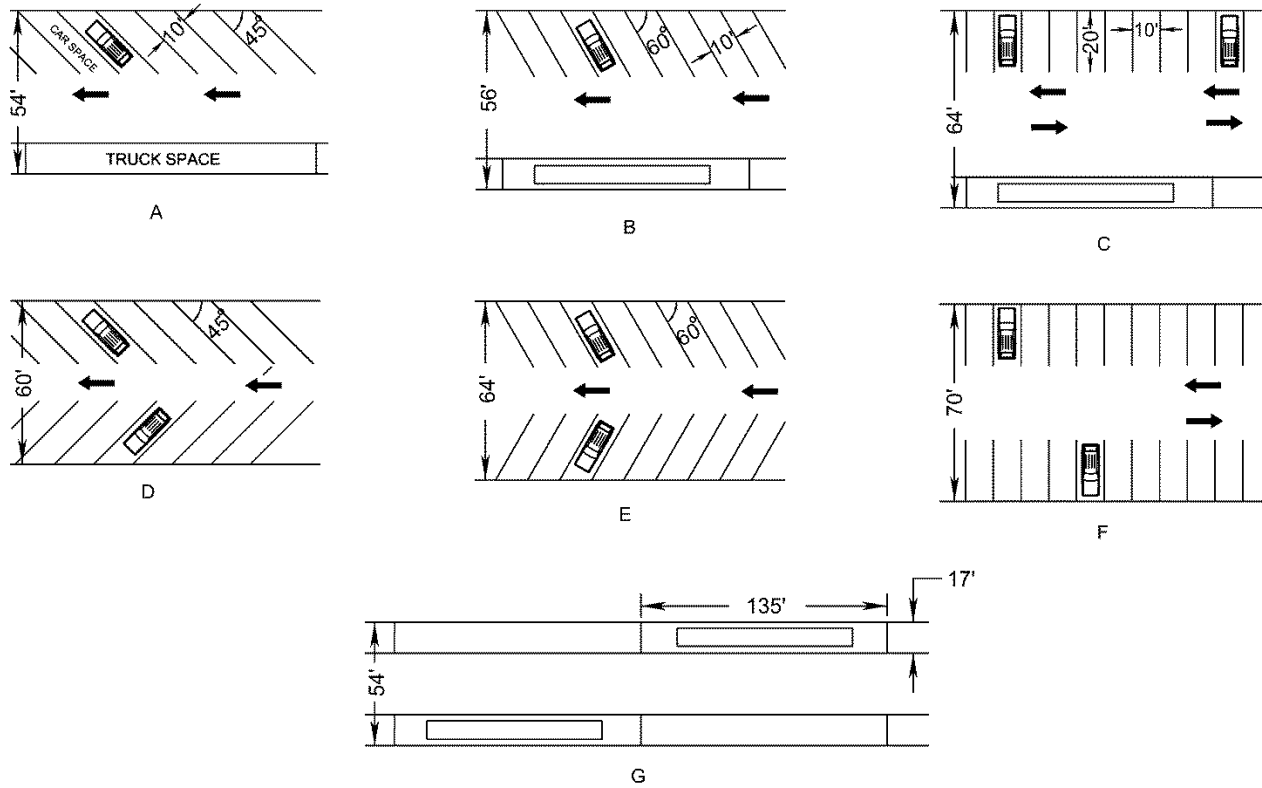 54'
CAR SPACE
10'
45°
TRUCK SPACE
A
56'
60°
10'
B
64'
20'
10'
C
60'
45°
D
64'
60°
E
70'
F
54'
135'
17'
G